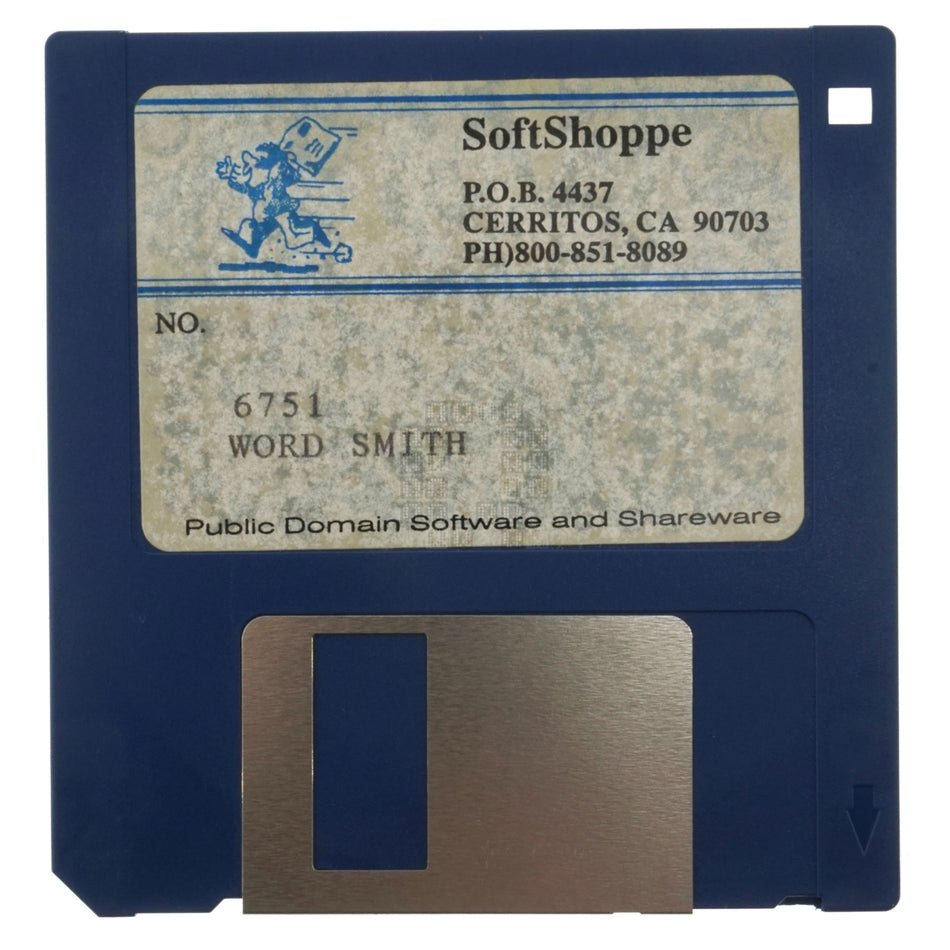 SoftShoppe
P.O.B. 4437
CERRITOS, CA 90703
PH)800-851-8089
NO.
6751
WORD SMITH
Public Domain Software and Shareware